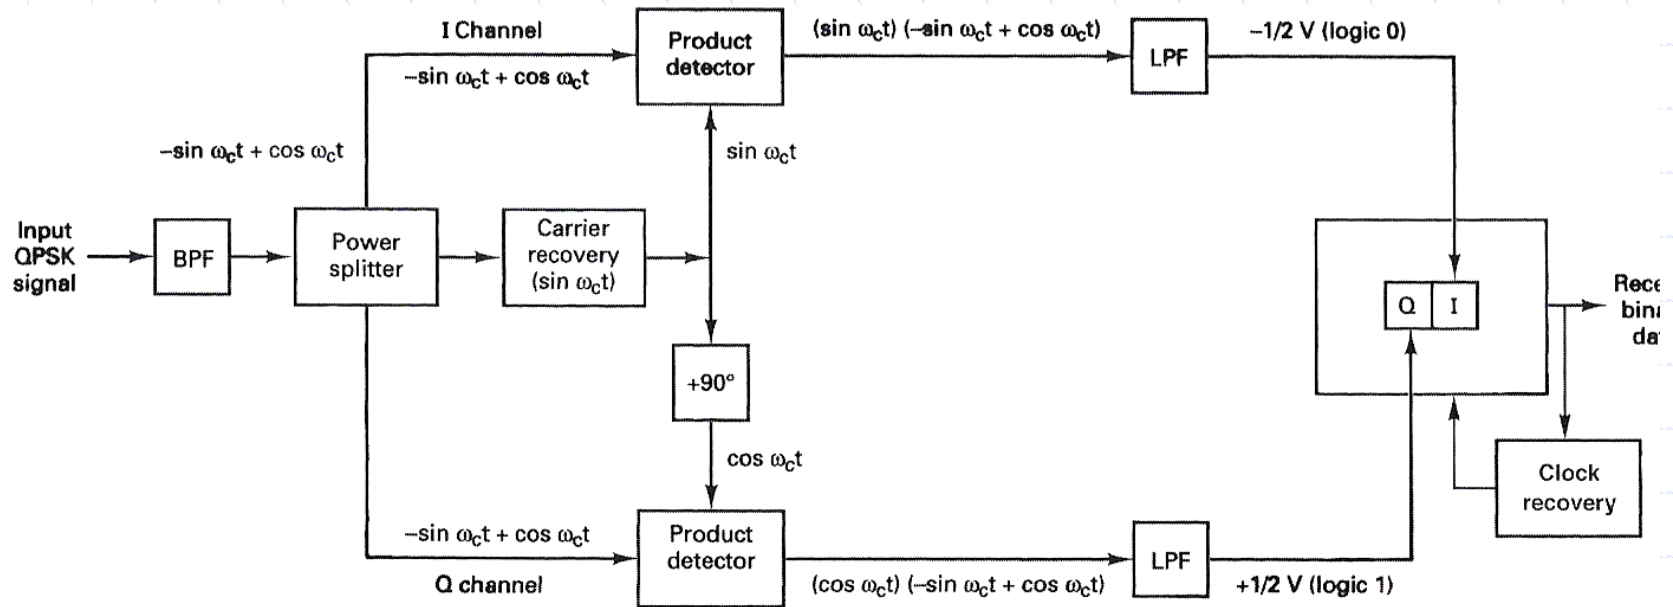 I Channel
–sin ωct + cos ωct
Product
detector
(sin ωct) (–sin ωct + cos ωct)
LPF
–1/2 V (logic 0)
–sin ωct + cos ωct
sin ωct
Input
QPSK
signal
BPF
Power
splitter
Carrier
recovery
(sin ωct)
Q I
+90°
cos ωct
Clock
recovery
–sin ωct + cos ωct
Q channel
Product
detector
(cos ωct) (–sin ωct + cos ωct)
LPF
+1/2 V (logic 1)